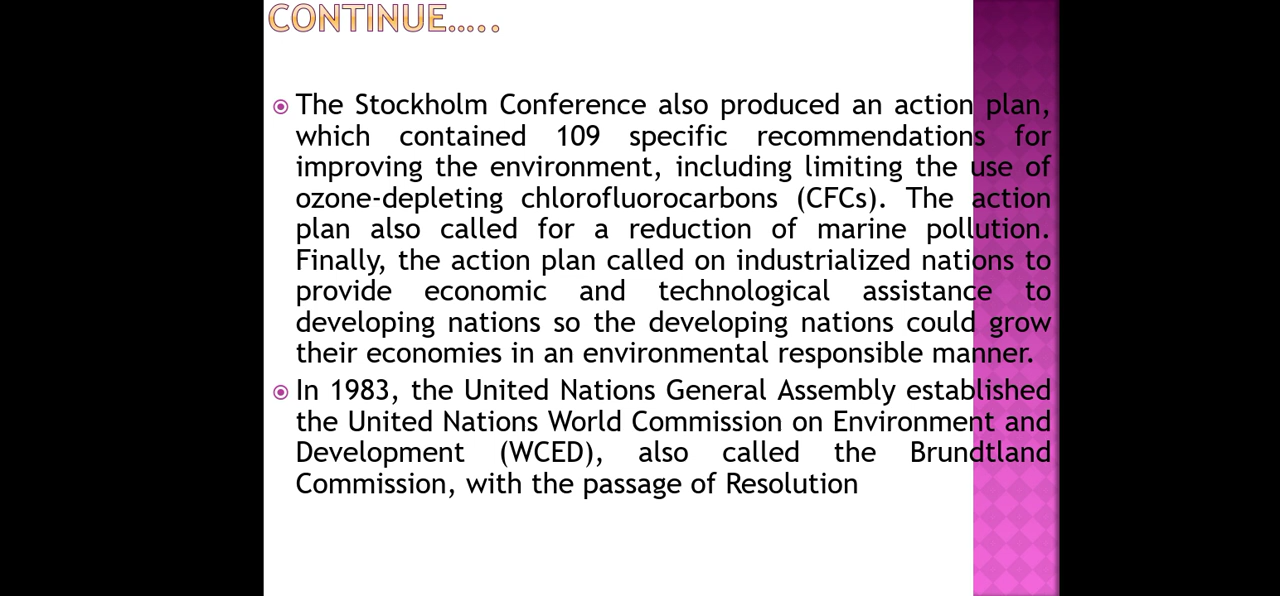 CONTINUE.....
The Stockholm Conference also produced an action plan,
which contained 109 specific recommendations for
improving the environment, including limiting the use of
ozone-depleting chlorofluorocarbons (CFCs). The action
plan also called for a reduction of marine pollution.
Finally, the action plan called on industrialized nations to
provide economic and technological assistance to
developing nations so the developing nations could grow
their economies in an environmental responsible manner.
In 1983, the United Nations General Assembly established
the United Nations World Commission on Environment and
Development (WCED), also called the Brundtland
Commission, with the passage of Resolution